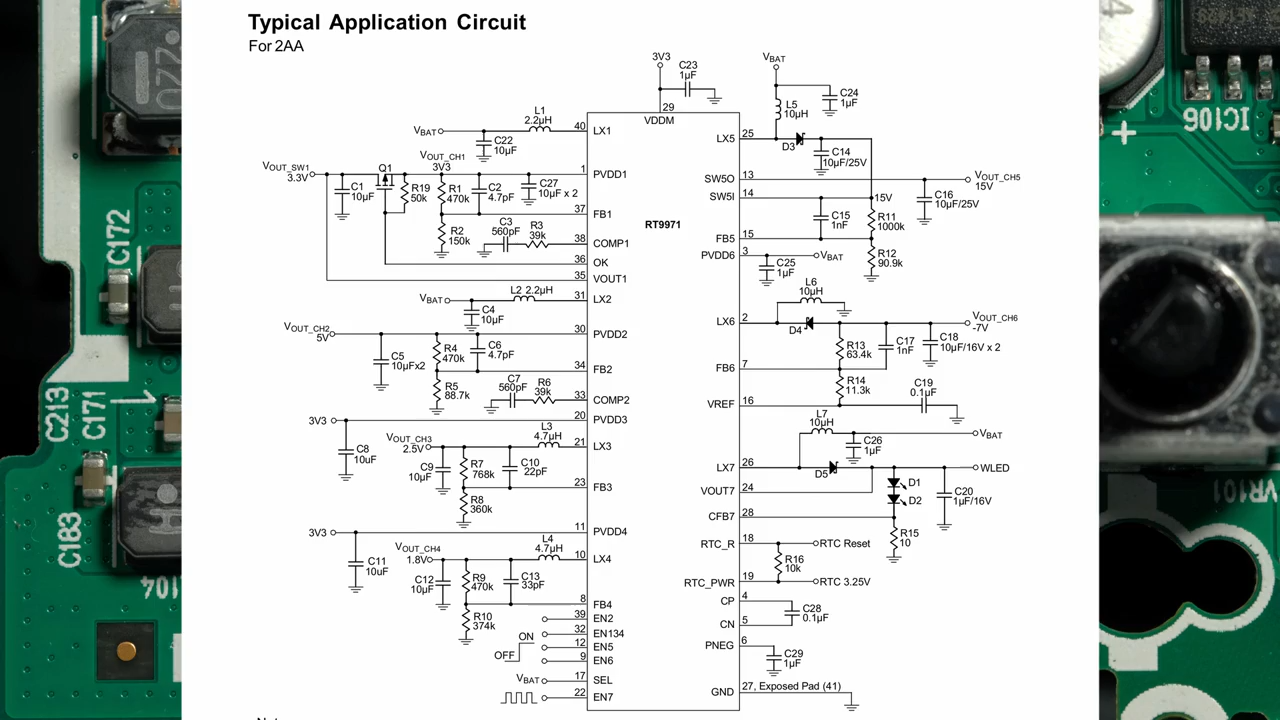 Typical Application Circuit
For 2AA
3V3
C23
1µF
29
VDDM
RT9971
VBAT
L1
2.2µH
40
LX1
C22
10µF
VOUT_SW1
3.3V
Q1
VOUT_CH1
3V3
1
PVDD1
C1
10µF
R19
50k
R1
470k
C2
4.7pF
C27
10µF x 2
37
FB1
R2
150k
C3
560pF
R3
39k
38
COMP1
36
OK
35
VOUT1
VBAT
L2 2.2µH
31
LX2
C4
10µF
VOUT_CH2
5V
30
PVDD2
C5
10µFx2
R4
470k
C6
4.7pF
34
FB2
R5
88.7k
C7
560pF
R6
39k
33
COMP2
3V3
20
PVDD3
C8
10uF
VOUT_CH3
2.5V
L3
4.7µH
21
LX3
C9
10µF
R7
768k
C10
22pF
23
FB3
R8
360k
3V3
11
PVDD4
C11
10uF
VOUT_CH4
1.8V
L4
4.7µH
10
LX4
C12
10µF
R9
470k
C13
33pF
8
FB4
R10
374k
39
EN2
32
EN134
12
EN5
9
EN6
ON
OFF
VBAT
17
SEL
22
EN7
VBAT
L5
10µH
C24
1µF
LX5
25
D3
C14
10µF/25V
SW5O
13
VOUT_CH5
15V
C16
10µF/25V
SW5I
14
15V
C15
1nF
R11
1000k
FB5
15
R12
90.9k
PVDD6
3
VBAT
C25
1µF
L6
10µH
LX6
2
D4
VOUT_CH6
-7V
R13
63.4k
C17
1nF
C18
10µF/16V x 2
FB6
7
R14
11.3k
C19
0.1µF
VREF
16
L7
10µH
VBAT
C26
1µF
LX7
26
D5
WLED
VOUT7
24
D1
D2
C20
1µF/16V
CFB7
28
R15
10
RTC_R
18
RTC Reset
R16
10k
RTC_PWR
19
RTC 3.25V
CP
4
C28
0.1µF
CN
5
PNEG
6
C29
1µF
GND
27, Exposed Pad (41)
C172
C213
C171
C183
104
220
IC106
VR101